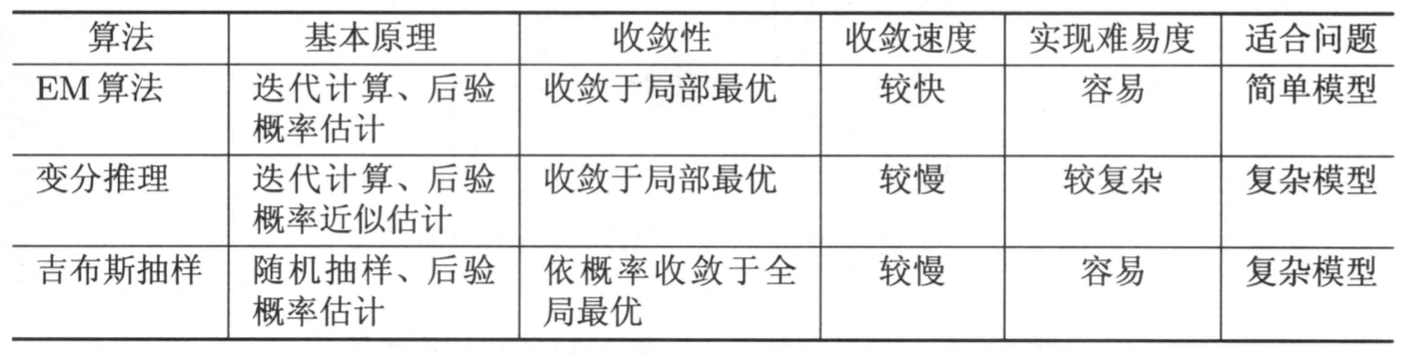 算法 基本原理 收敛性 收敛速度 实现难易度 适合问题
EM 算法 迭代计算、后验 收敛于局部最优 较快 容易 简单模型
概率估计
变分推理 迭代计算、后验 收敛于局部最优 较慢 较复杂 复杂模型
概率近似估计
吉布斯抽样 随机抽样、后验 依概率收敛于全 较慢 容易 复杂模型
概率估计 局最优